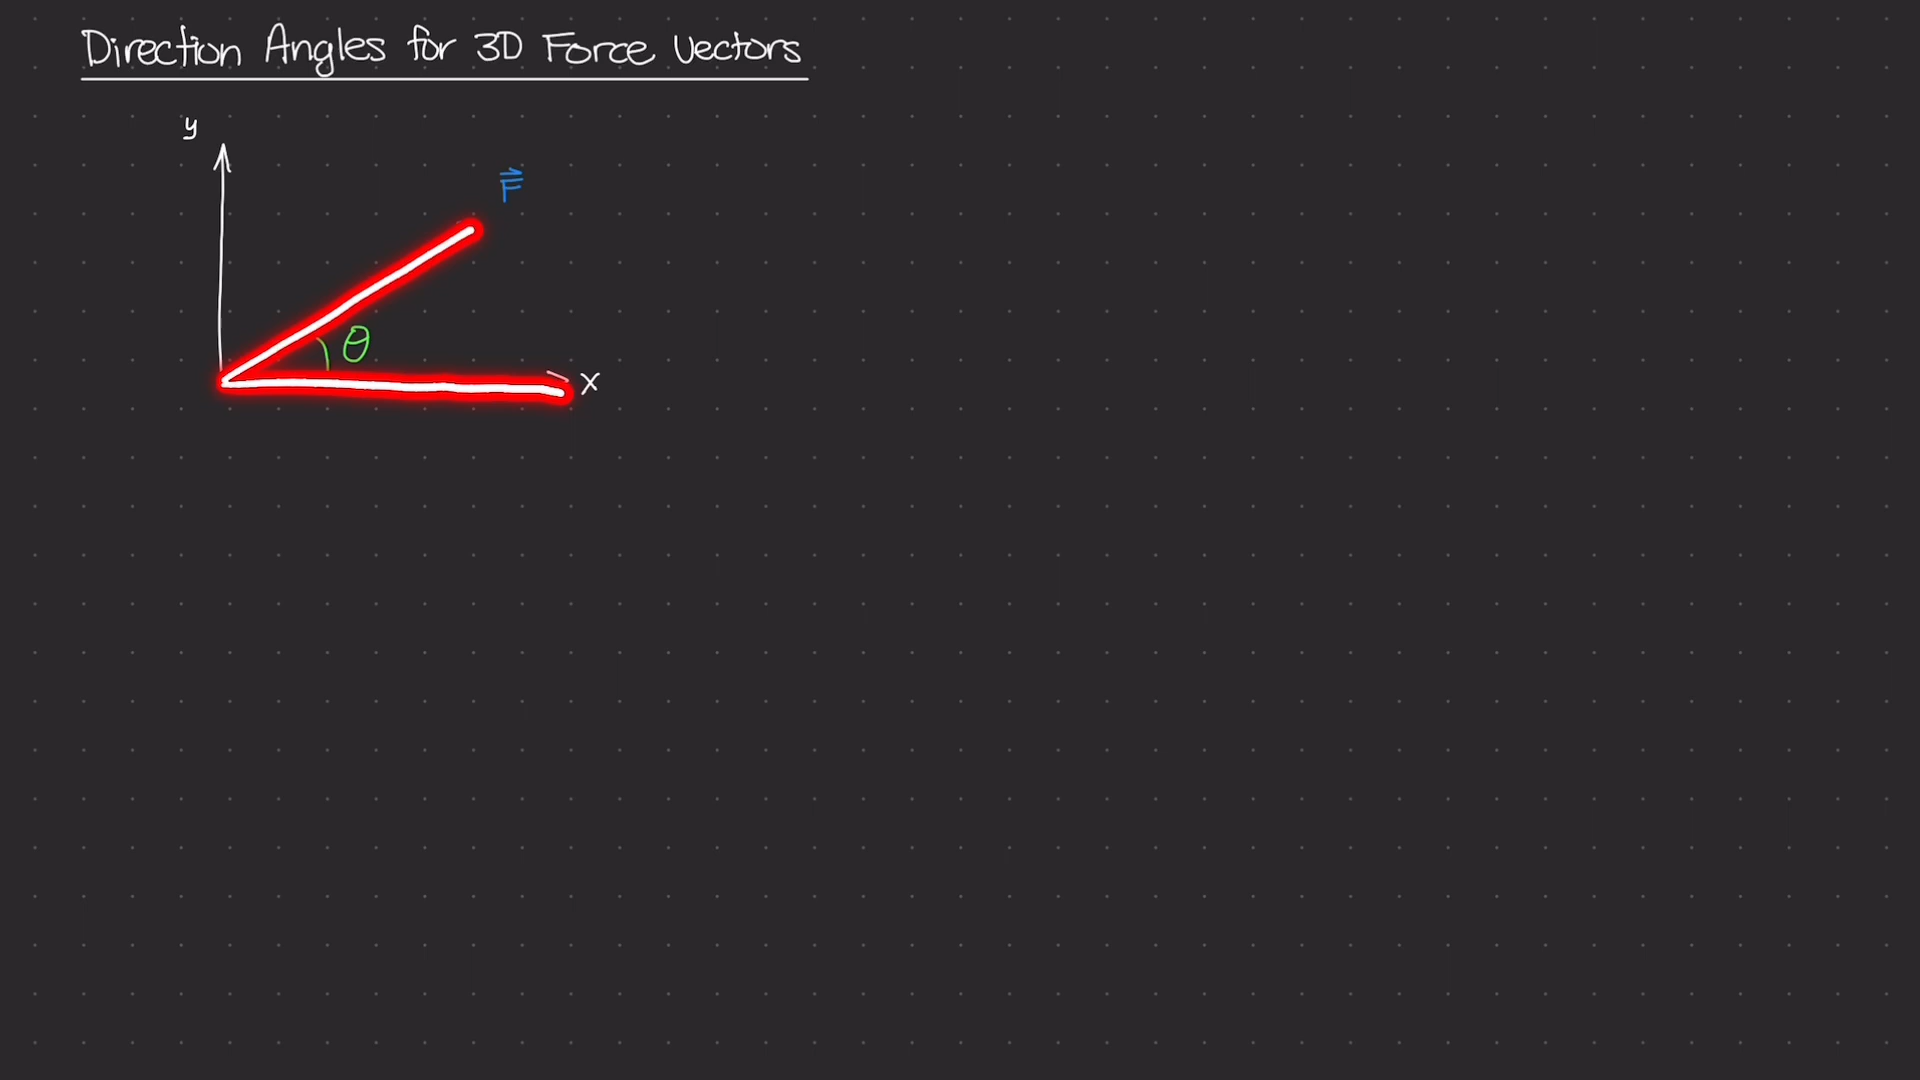 Direction Angles for 3D Force Vectors
y
F⃗
θ
x